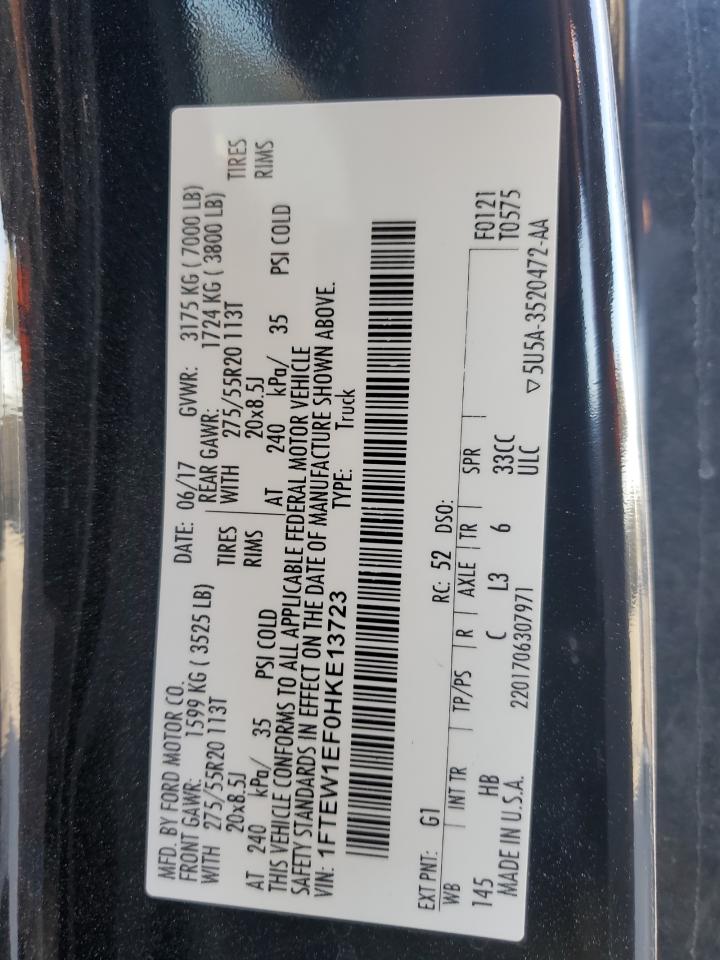 MFD. BY FORD MOTOR CO.
DATE: 06/17 GVWR: 3175 KG ( 7000 LB)
FRONT GAWR: 1599 KG ( 3525 LB) REAR GAWR: 1724 KG ( 3800 LB)
WITH 275/55R20 113T TIRES WITH 275/55R20 113T TIRES
20x8.5J RIMS 20x8.5J RIMS
AT 240 kPa/ 35 PSI COLD AT 240 kPa/ 35 PSI COLD
THIS VEHICLE CONFORMS TO ALL APPLICABLE FEDERAL MOTOR VEHICLE
SAFETY STANDARDS IN EFFECT ON THE DATE OF MANUFACTURE SHOWN ABOVE.
VIN: 1FTEW1EF0HKE13723 TYPE: Truck
EXT PNT: G1 RC: 52 DSO:
WB INT TR TP/PS R AXLE TR SPR F0121
145 HB C L3 6 33CC T0575
MADE IN U.S.A. 2201706307971 ULC
▽5U5A-3520472-AA